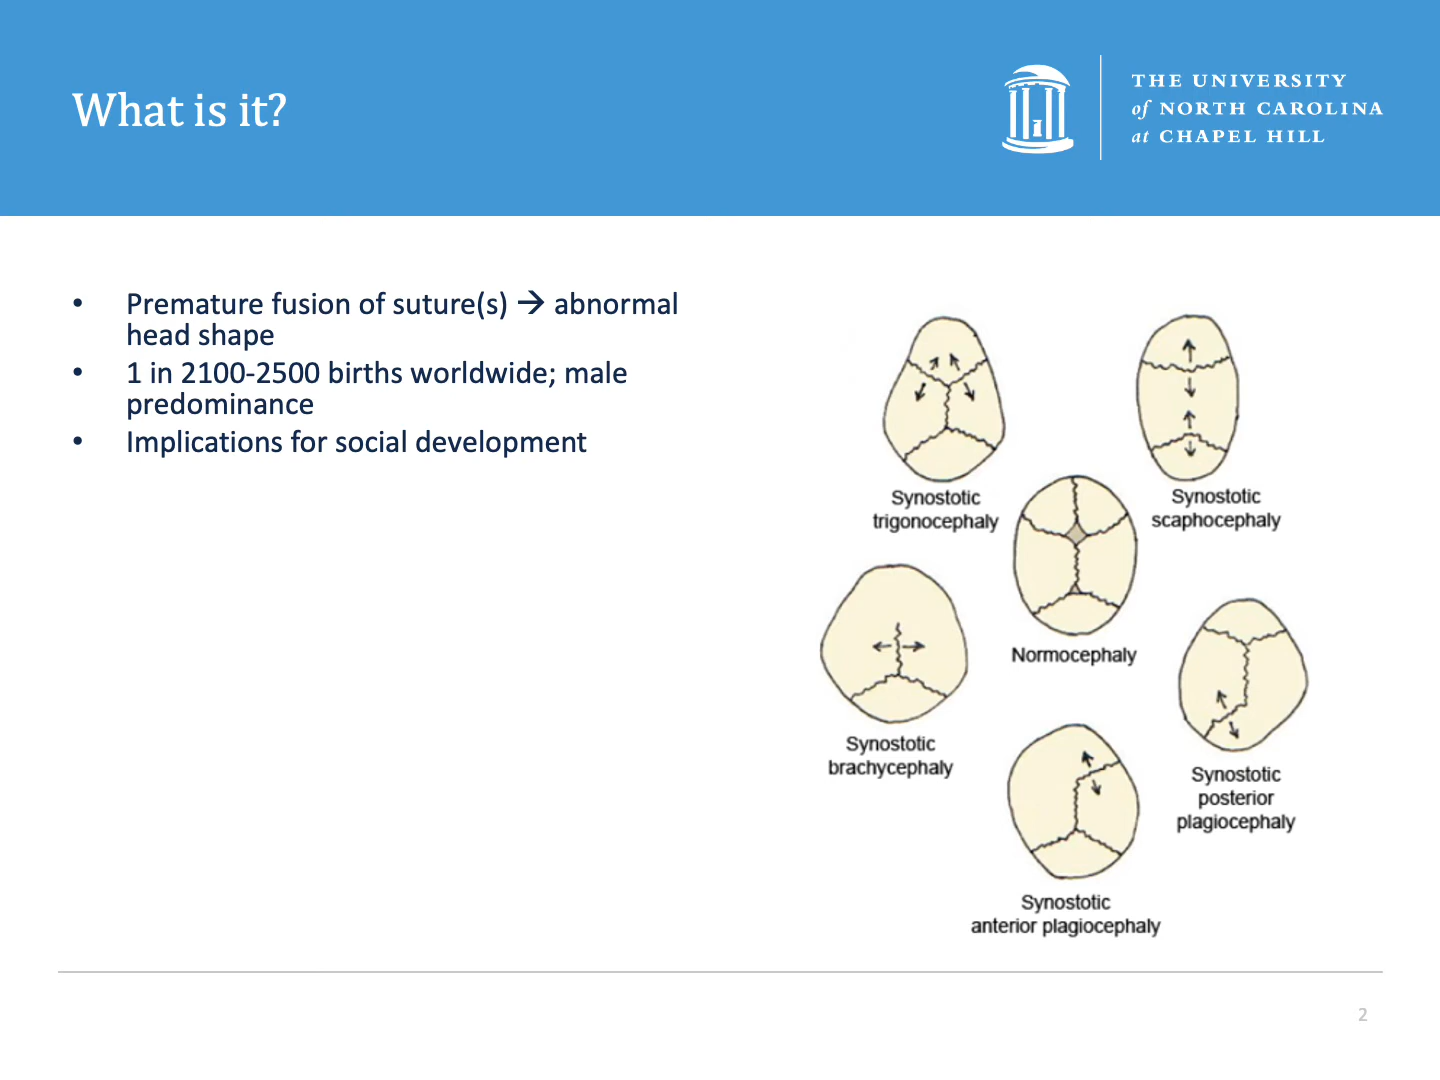 What is it?
THE UNIVERSITY
of NORTH CAROLINA
at CHAPEL HILL
• Premature fusion of suture(s) → abnormal
head shape
• 1 in 2100-2500 births worldwide; male
predominance
• Implications for social development
Synostotic
trigonocephaly
Synostotic
scaphocephaly
Normocephaly
Synostotic
brachycephaly
Synostotic
posterior
plagiocephaly
Synostotic
anterior plagiocephaly
2